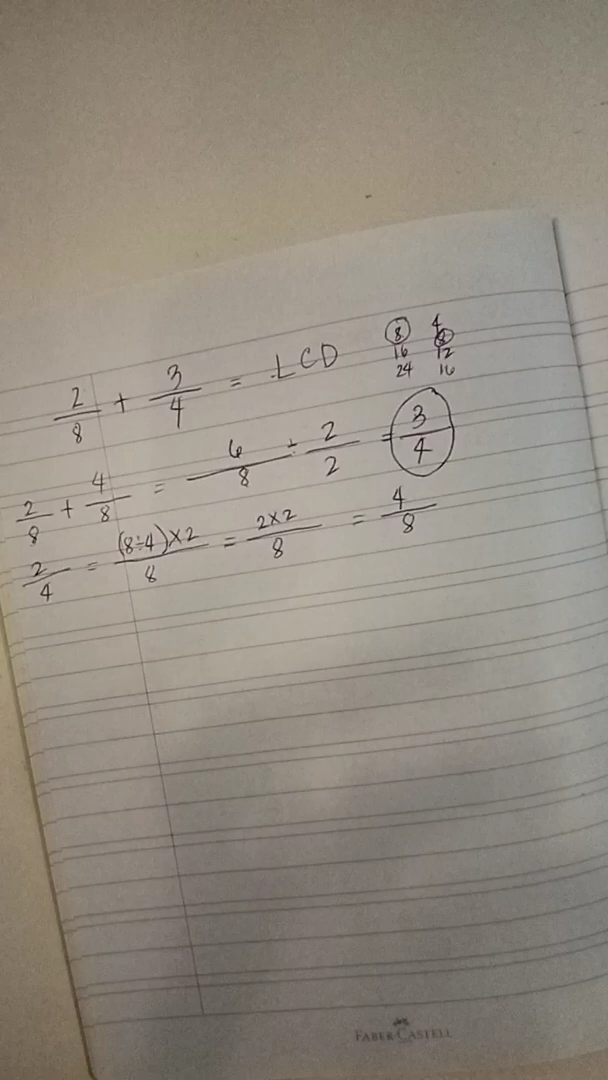 2/8 + 3/4 = LCD
8 4
16 8 12
24 16
2/8 + 4/8 = 6/8 ÷ 2/2 = 3/4
2/4 = (8÷4)×2/8 = 2×2/8 = 4/8
FABER-CASTELL